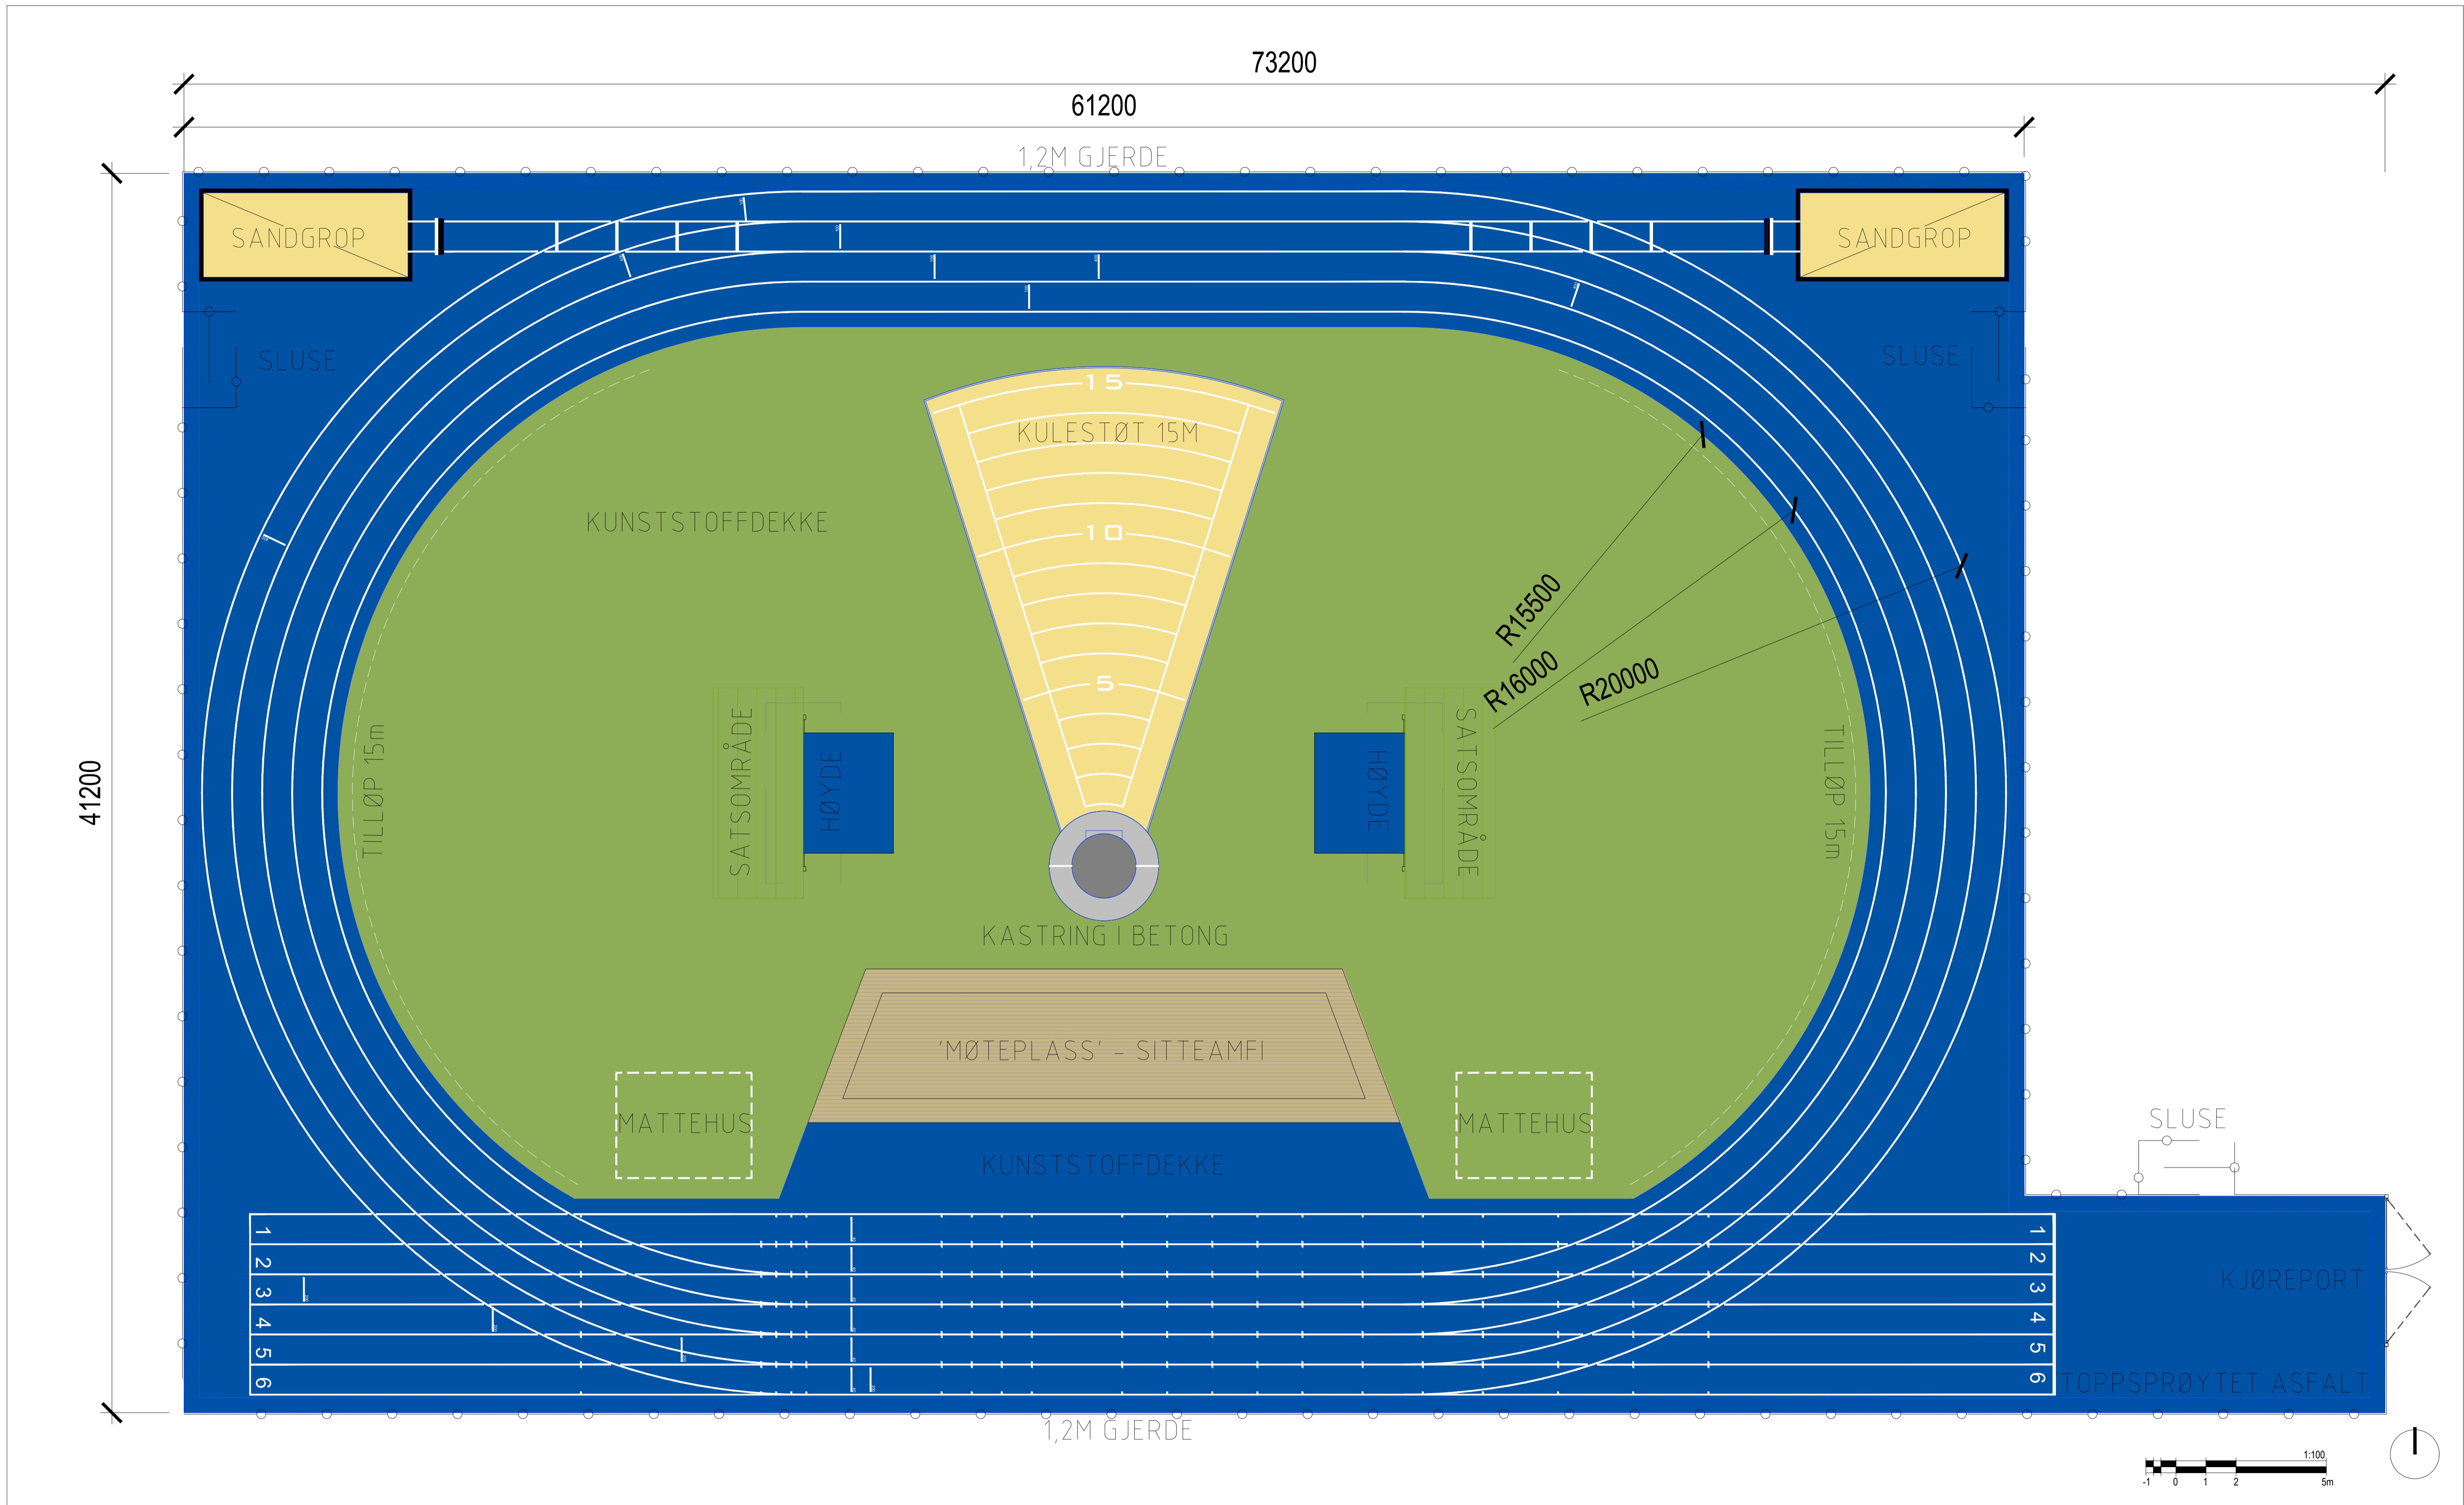 73200
61200
1,2M GJERDE
SANDGROP
SANDGROP
SLUSE
SLUSE
15
KULESTØT 15M
KUNSTSTOFFDEKKE
10
R15500
R16000
R20000
5
41200
TILLØP 15m
SATSOMRÅDE
HØYDE
HØYDE
SATSOMRÅDE
TILLØP 15m
KASTRING I BETONG
'MØTEPLASS' – SITTEAMFI
MATTEHUS
MATTEHUS
SLUSE
KUNSTSTOFFDEKKE
1
2
3
4
5
6
1
2
3
4
5
6
KJØREPORT
TOPPSPRØYTET ASFALT
1,2M GJERDE
1:100
-1 0 1 2 5m